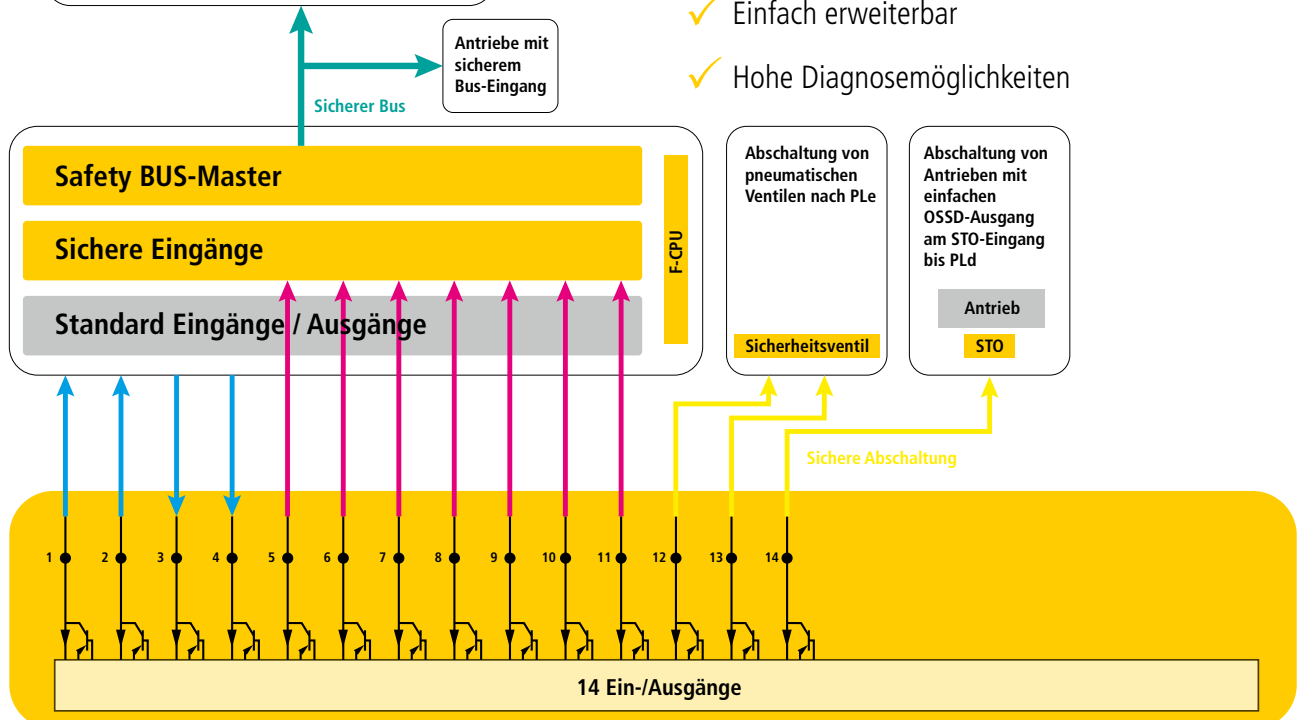 Einfach erweiterbar
Hohe Diagnosemöglichkeiten
Antriebe mit
sicherem
Bus-Eingang
Sicherer Bus
Safety BUS-Master
Sichere Eingänge
Standard Eingänge / Ausgänge
F-CPU
Abschaltung von
pneumatischen
Ventilen nach PLe
Sicherheitsventil
Abschaltung von
Antrieben mit
einfachen
OSSD-Ausgang
am STO-Eingang
bis PLd
Antrieb
STO
Sichere Abschaltung
1 2 3 4 5 6 7 8 9 10 11 12 13 14
14 Ein-/Ausgänge